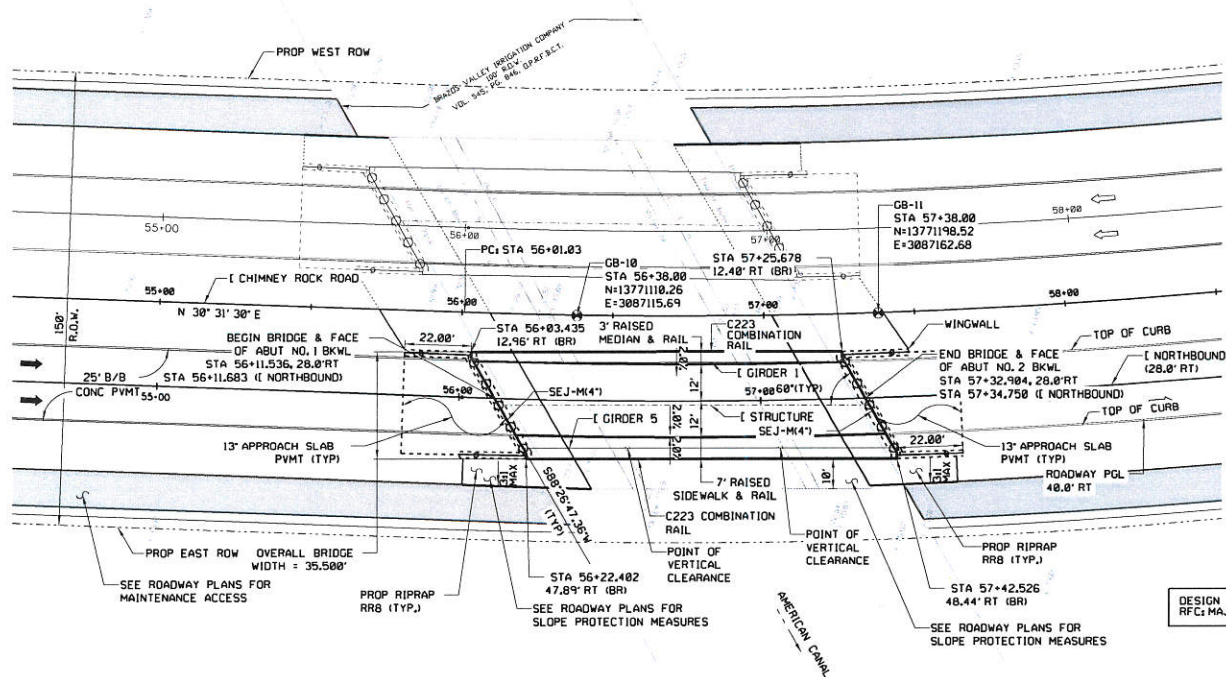 PROP WEST ROW
BRAZOS VALLEY IRRIGATION COMPANY
100' R.O.W.
VOL. 545, PG. 846, O.P.R.F.B.C.T.
55+00
56+00
57+00
58+00
PC: STA 56+01.03
GB-10
STA 56+38.00
N=13771110.26
E=3087115.69
STA 57+25.678
12.40' RT (BR)
GB-11
STA 57+38.00
N=13771198.52
E=3087162.68
[ CHIMNEY ROCK ROAD
55+00
56+00
57+00
58+00
N 30° 31' 30" E
150'
R.O.W.
BEGIN BRIDGE & FACE
OF ABUT NO.1 BKWL
STA 56+11.536, 28.0'RT
STA 56+11.683 ([ NORTHBOUND)
22.00'
STA 56+03.435
12.96' RT (BR)
3' RAISED
MEDIAN & RAIL
C223
COMBINATION
RAIL
WINGWALL
TOP OF CURB
END BRIDGE & FACE
OF ABUT NO.2 BKWL
STA 57+32.904, 28.0'RT
STA 57+34.750 ([ NORTHBOUND)
[ NORTHBOUND
(28.0' RT)
25' B/B
CONC PVMT
55+00
56+00
57+00
SEJ-M(4")
2.0%
[ GIRDER 1
12'
60°(TYP)
2.0%
[ STRUCTURE
12'
SEJ-M(4")
[ GIRDER 5
2.0%
TOP OF CURB
13" APPROACH SLAB
PVMT (TYP)
22.00'
13" APPROACH SLAB
PVMT (TYP)
ROADWAY PGL
40.0' RT
3:1
MAX
S88°26'47.36"W
(TYP)
7' RAISED
SIDEWALK & RAIL
10'
3:1
MAX
C223 COMBINATION
RAIL
PROP EAST ROW
OVERALL BRIDGE
WIDTH = 35.500'
POINT OF
VERTICAL
CLEARANCE
POINT OF
VERTICAL
CLEARANCE
PROP RIPRAP
RR8 (TYP.)
SEE ROADWAY PLANS FOR
MAINTENANCE ACCESS
PROP RIPRAP
RR8 (TYP.)
STA 56+22.402
47.89' RT (BR)
SEE ROADWAY PLANS FOR
SLOPE PROTECTION MEASURES
AMERICAN CANAL
STA 57+42.526
48.44' RT (BR)
SEE ROADWAY PLANS FOR
SLOPE PROTECTION MEASURES
DESIGN
RFC: MA